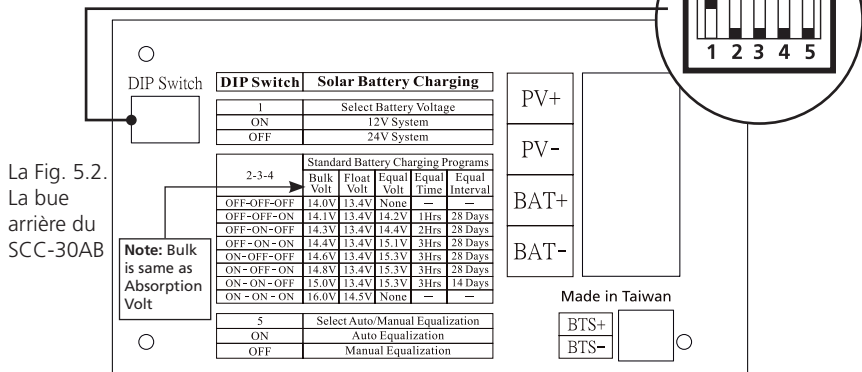 1 2 3 4 5
DIP Switch
DIP Switch Solar Battery Charging
1 Select Battery Voltage
ON 12V System
OFF 24V System
2-3-4 Standard Battery Charging Programs
Bulk Volt Float Volt Equal Volt Equal Time Equal Interval
OFF-OFF-OFF 14.0V 13.4V None — —
OFF-OFF-ON 14.1V 13.4V 14.2V 1Hrs 28 Days
OFF-ON-OFF 14.3V 13.4V 14.4V 2Hrs 28 Days
OFF-ON-ON 14.4V 13.4V 15.1V 3Hrs 28 Days
ON-OFF-OFF 14.6V 13.4V 15.3V 3Hrs 28 Days
ON-OFF-ON 14.8V 13.4V 15.3V 3Hrs 28 Days
ON-ON-OFF 15.0V 13.4V 15.3V 3Hrs 14 Days
ON-ON-ON 16.0V 14.5V None — —
5 Select Auto/Manual Equalization
ON Auto Equalization
OFF Manual Equalization
PV+
PV-
BAT+
BAT-
La Fig. 5.2.
La bue
arrière du
SCC-30AB
Note: Bulk
is same as
Absorption
Volt
Made in Taiwan
BTS+
BTS-